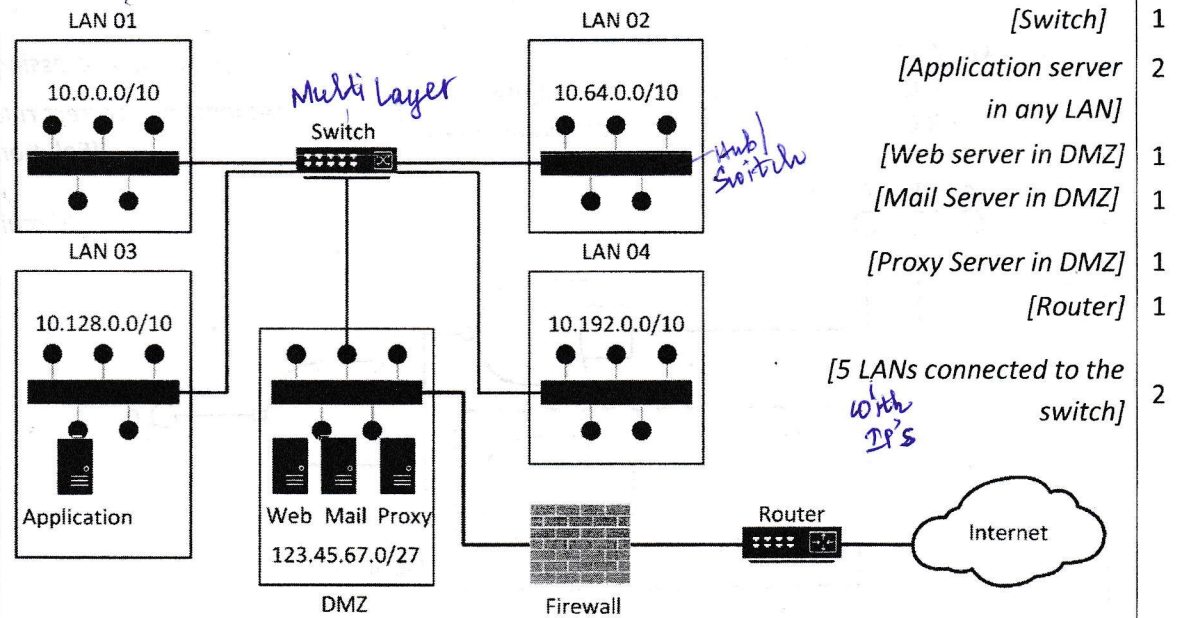 LAN 01
10.0.0.0/10
Multi Layer
Switch
LAN 02
10.64.0.0/10
Hub/
Switch
LAN 03
10.128.0.0/10
Application
LAN 04
10.192.0.0/10
Web Mail Proxy
123.45.67.0/27
DMZ
Firewall
Router
Internet
[Switch] 1
[Application server 2
in any LAN]
[Web server in DMZ] 1
[Mail Server in DMZ] 1
[Proxy Server in DMZ] 1
[Router] 1
[5 LANs connected to the
switch] 2
with
IP's